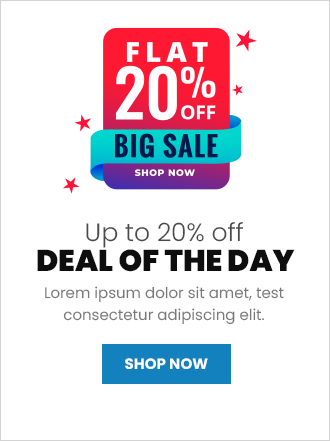 FLAT
20%
OFF
BIG SALE
SHOP NOW
Up to 20% off
DEAL OF THE DAY
Lorem ipsum dolor sit amet, test
consectetur adipiscing elit.
SHOP NOW